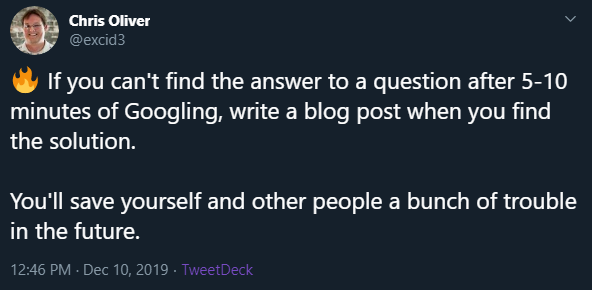 Chris Oliver
@excid3
🔥 If you can't find the answer to a question after 5-10
minutes of Googling, write a blog post when you find
the solution.
You'll save yourself and other people a bunch of trouble
in the future.
12:46 PM · Dec 10, 2019 · TweetDeck